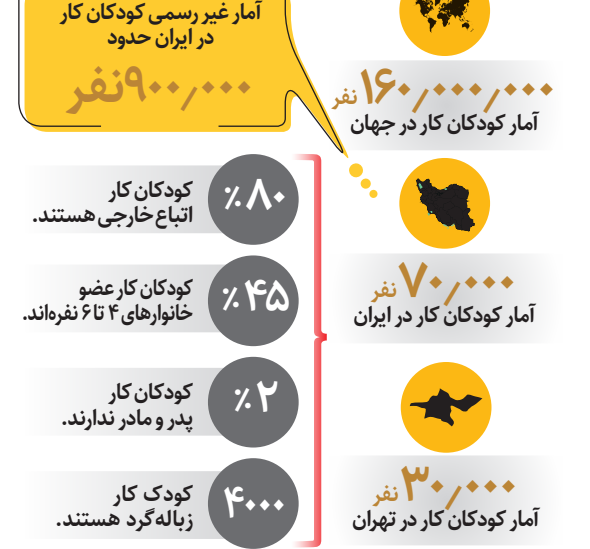 آمار غیر رسمی کودکان کار
در ایران حدود
۹۰۰٫۰۰۰نفر
۱۶۰٫۰۰۰٫۰۰۰ نفر
آمار کودکان کار در جهان
۷۰٫۰۰۰ نفر
آمار کودکان کار در ایران
۳۰٫۰۰۰ نفر
آمار کودکان کار در تهران
۸۰٪
کودکان کار
اتباع خارجی هستند.
۴۵٪
کودکان کار عضو
خانوارهای ۴ تا ۶ نفره‌اند.
۲٪
کودکان کار
پدر و مادر ندارند.
۴۰۰۰
کودک کار
زباله‌گرد هستند.